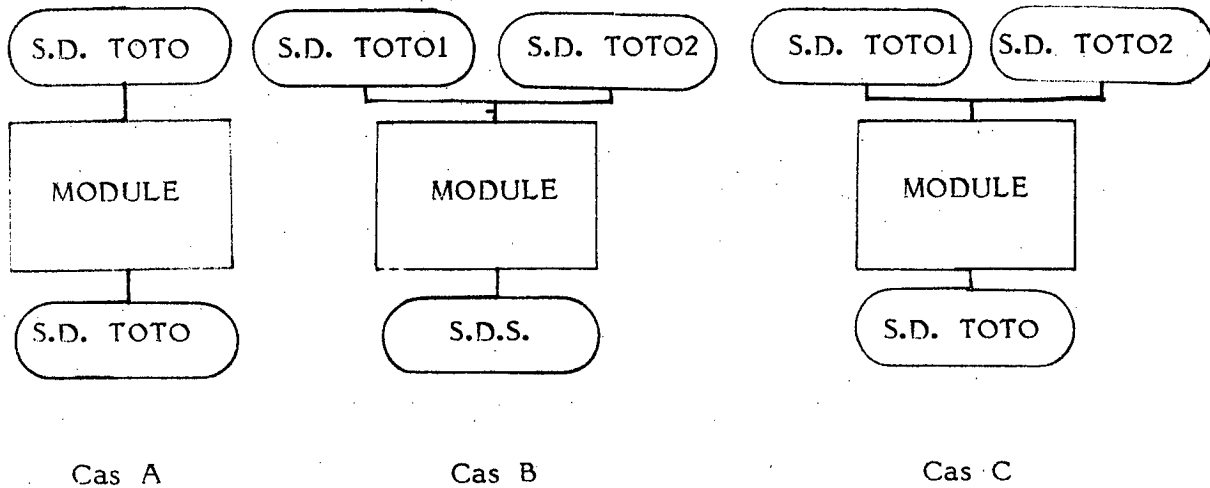 S.D. TOTO
MODULE
S.D. TOTO
Cas A
S.D. TOTO1
S.D. TOTO2
MODULE
S.D.S.
Cas B
S.D. TOTO1
S.D. TOTO2
MODULE
S.D. TOTO
Cas C